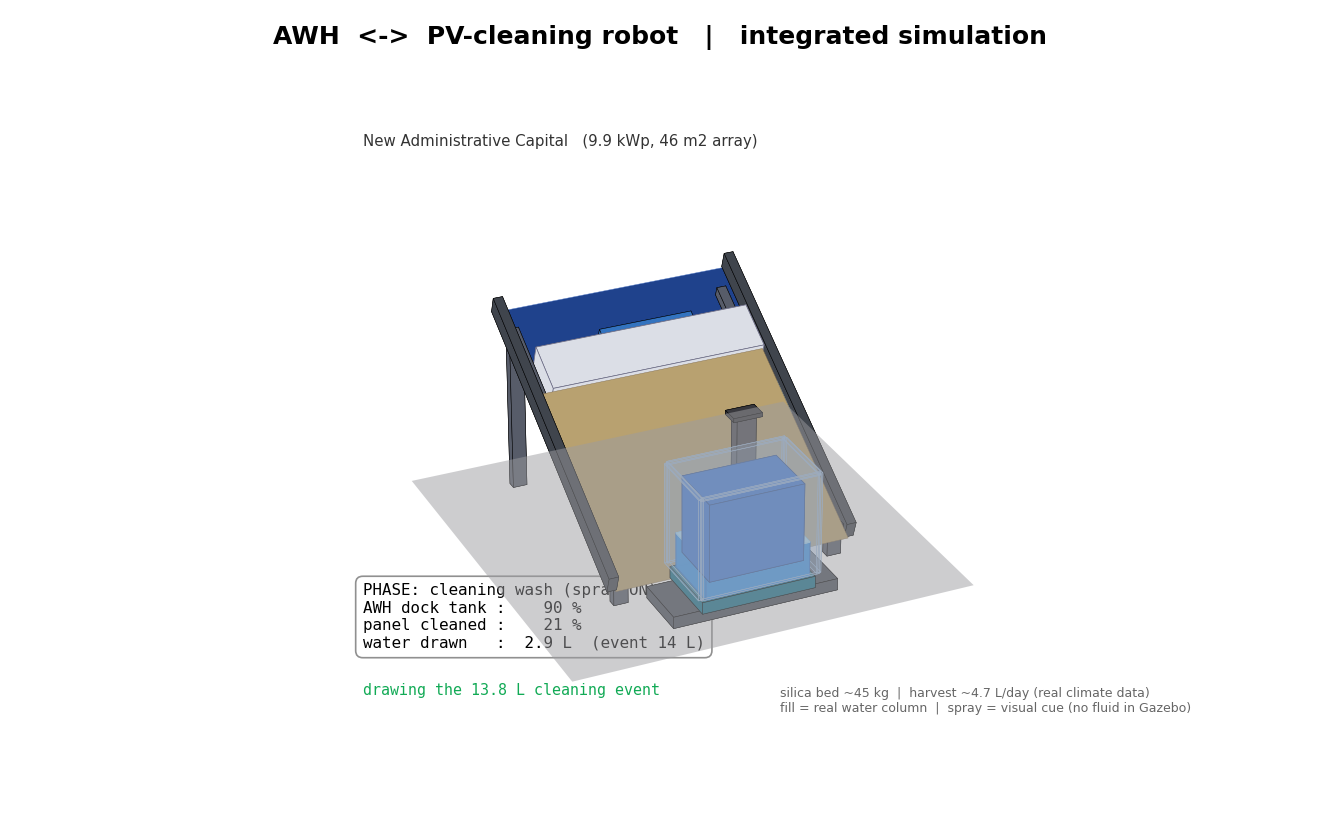 AWH <-> PV-cleaning robot | integrated simulation
New Administrative Capital (9.9 kWp, 46 m2 array)
PHASE: cleaning wash (spray ON)
AWH dock tank : 90 %
panel cleaned : 21 %
water drawn : 2.9 L (event 14 L)
drawing the 13.8 L cleaning event
silica bed ~45 kg | harvest ~4.7 L/day (real climate data)
fill = real water column | spray = visual cue (no fluid in Gazebo)